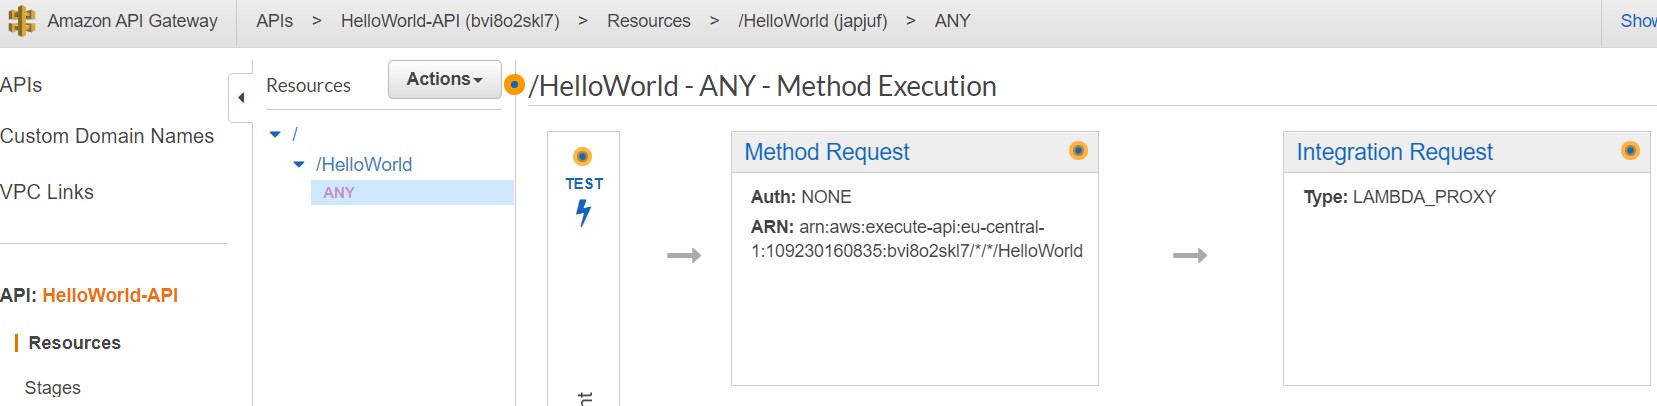 Amazon API Gateway
APIs > HelloWorld-API (bvi8o2skl7) > Resources > /HelloWorld (japjuf) > ANY
Show
APIs
Custom Domain Names
VPC Links
API: HelloWorld-API
Resources
Stages
Resources
Actions
/
/HelloWorld
ANY
/HelloWorld - ANY - Method Execution
TEST
nt
Method Request
Auth: NONE
ARN: arn:aws:execute-api:eu-central-
1:109230160835:bvi8o2skl7/*/*/HelloWorld
Integration Request
Type: LAMBDA_PROXY